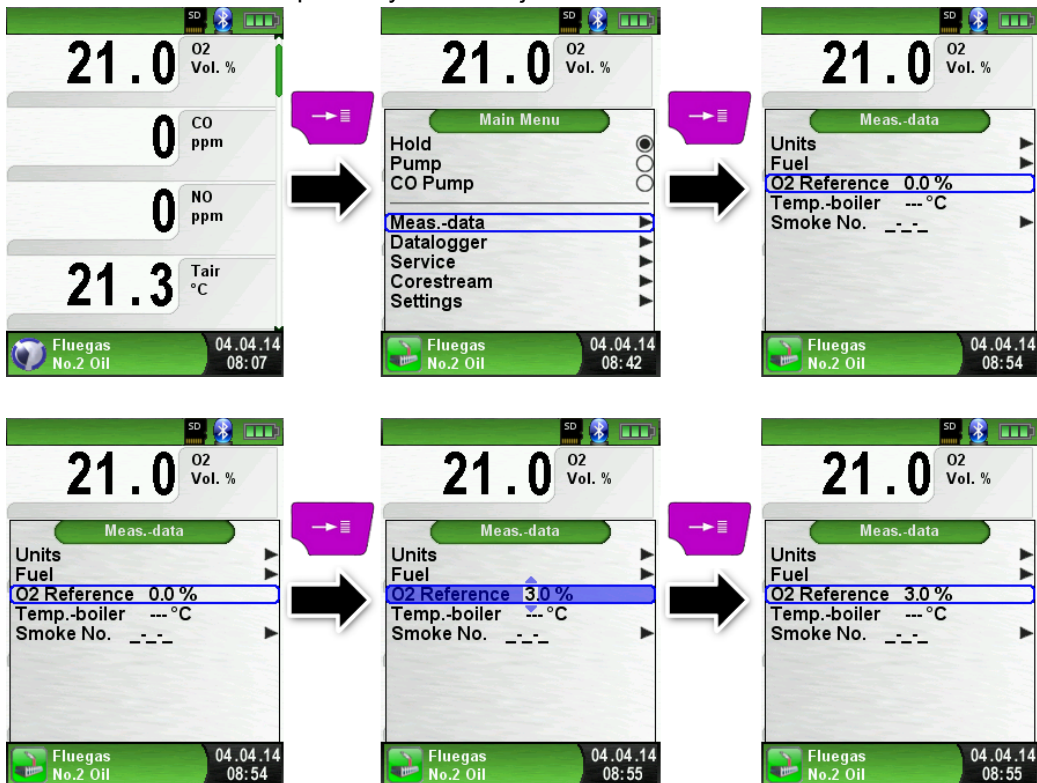 SD
21.0 O2 Vol. %
0 CO ppm
0 NO ppm
21.3 Tair °C
Fluegas 04.04.14
No.2 Oil 08:07
SD
21.0 O2 Vol. %
Main Menu
Hold
Pump
CO Pump
Meas.-data
Datalogger
Service
Corestream
Settings
Fluegas 04.04.14
No.2 Oil 08:42
SD
21.0 O2 Vol. %
Meas.-data
Units
Fuel
O2 Reference 0.0 %
Temp.-boiler --- °C
Smoke No. _-_-_
Fluegas 04.04.14
No.2 Oil 08:54
SD
21.0 O2 Vol. %
Meas.-data
Units
Fuel
O2 Reference 0.0 %
Temp.-boiler --- °C
Smoke No. _-_-_
Fluegas 04.04.14
No.2 Oil 08:54
SD
21.0 O2 Vol. %
Meas.-data
Units
Fuel
O2 Reference 3.0 %
Temp.-boiler --- °C
Smoke No. _-_-_
Fluegas 04.04.14
No.2 Oil 08:55
SD
21.0 O2 Vol. %
Meas.-data
Units
Fuel
O2 Reference 3.0 %
Temp.-boiler --- °C
Smoke No. _-_-_
Fluegas 04.04.14
No.2 Oil 08:55